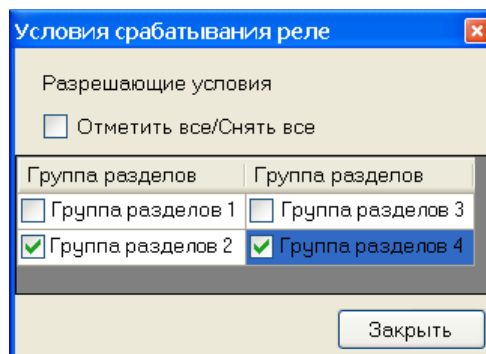 Условия срабатывания реле
Разрешающие условия
Отметить все/Снять все
Группа разделов Группа разделов
Группа разделов 1 Группа разделов 3
Группа разделов 2 Группа разделов 4
Закрыть